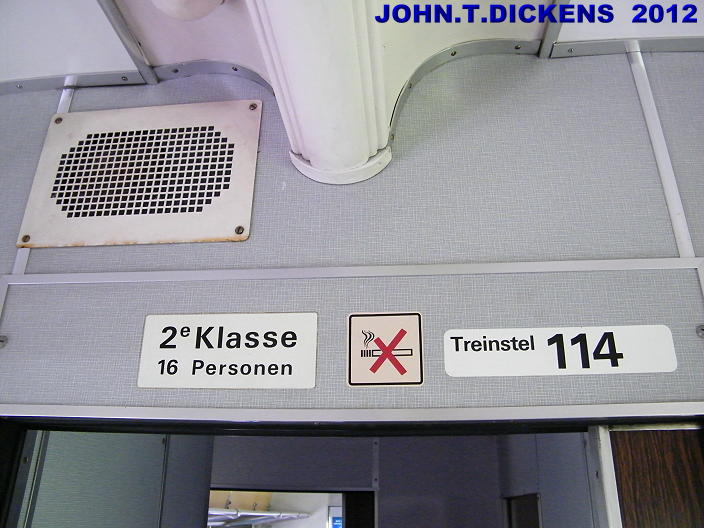 JOHN.T.DICKENS 2012
2e Klasse
16 Personen
Treinstel 114